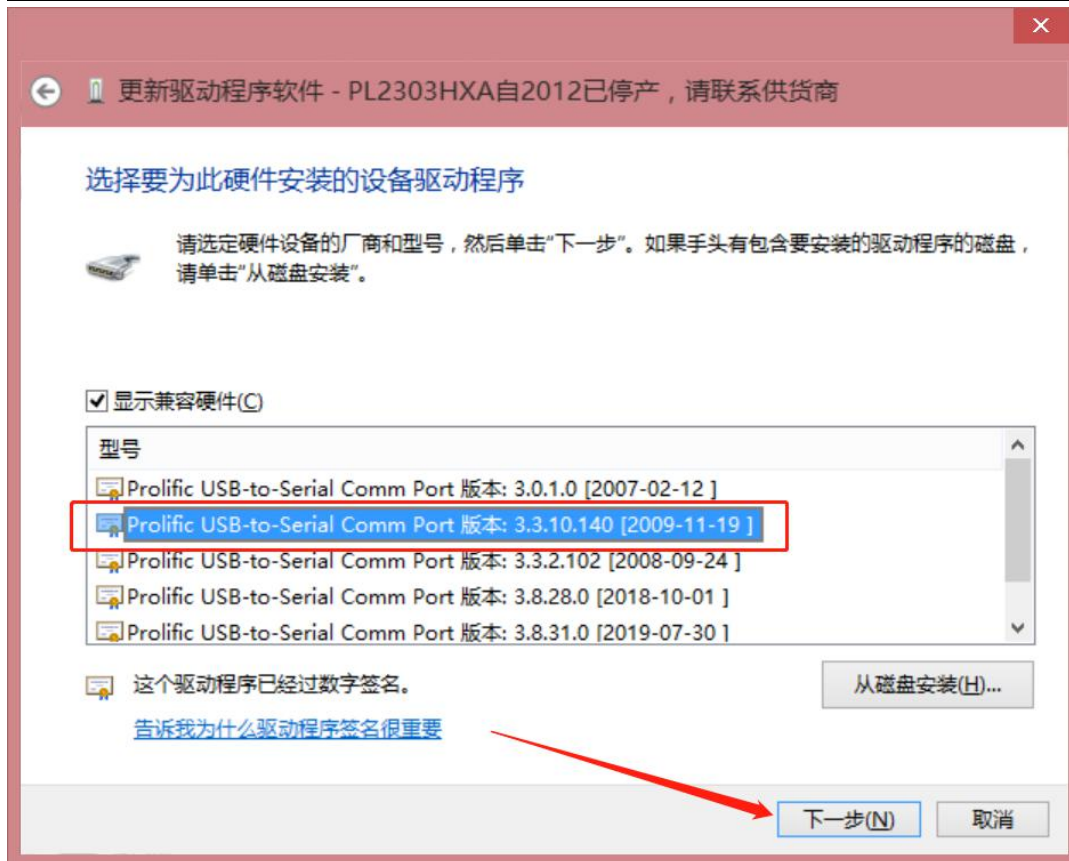 更新驱动程序软件 - PL2303HXA自2012已停产，请联系供货商
选择要为此硬件安装的设备驱动程序
请选定硬件设备的厂商和型号，然后单击"下一步"。如果手头有包含要安装的驱动程序的磁盘，
请单击"从磁盘安装"。
显示兼容硬件(C)
型号
Prolific USB-to-Serial Comm Port 版本: 3.0.1.0 [2007-02-12 ]
Prolific USB-to-Serial Comm Port 版本: 3.3.10.140 [2009-11-19 ]
Prolific USB-to-Serial Comm Port 版本: 3.3.2.102 [2008-09-24 ]
Prolific USB-to-Serial Comm Port 版本: 3.8.28.0 [2018-10-01 ]
Prolific USB-to-Serial Comm Port 版本: 3.8.31.0 [2019-07-30 ]
这个驱动程序已经过数字签名。
从磁盘安装(H)...
告诉我为什么驱动程序签名很重要
下一步(N)
取消